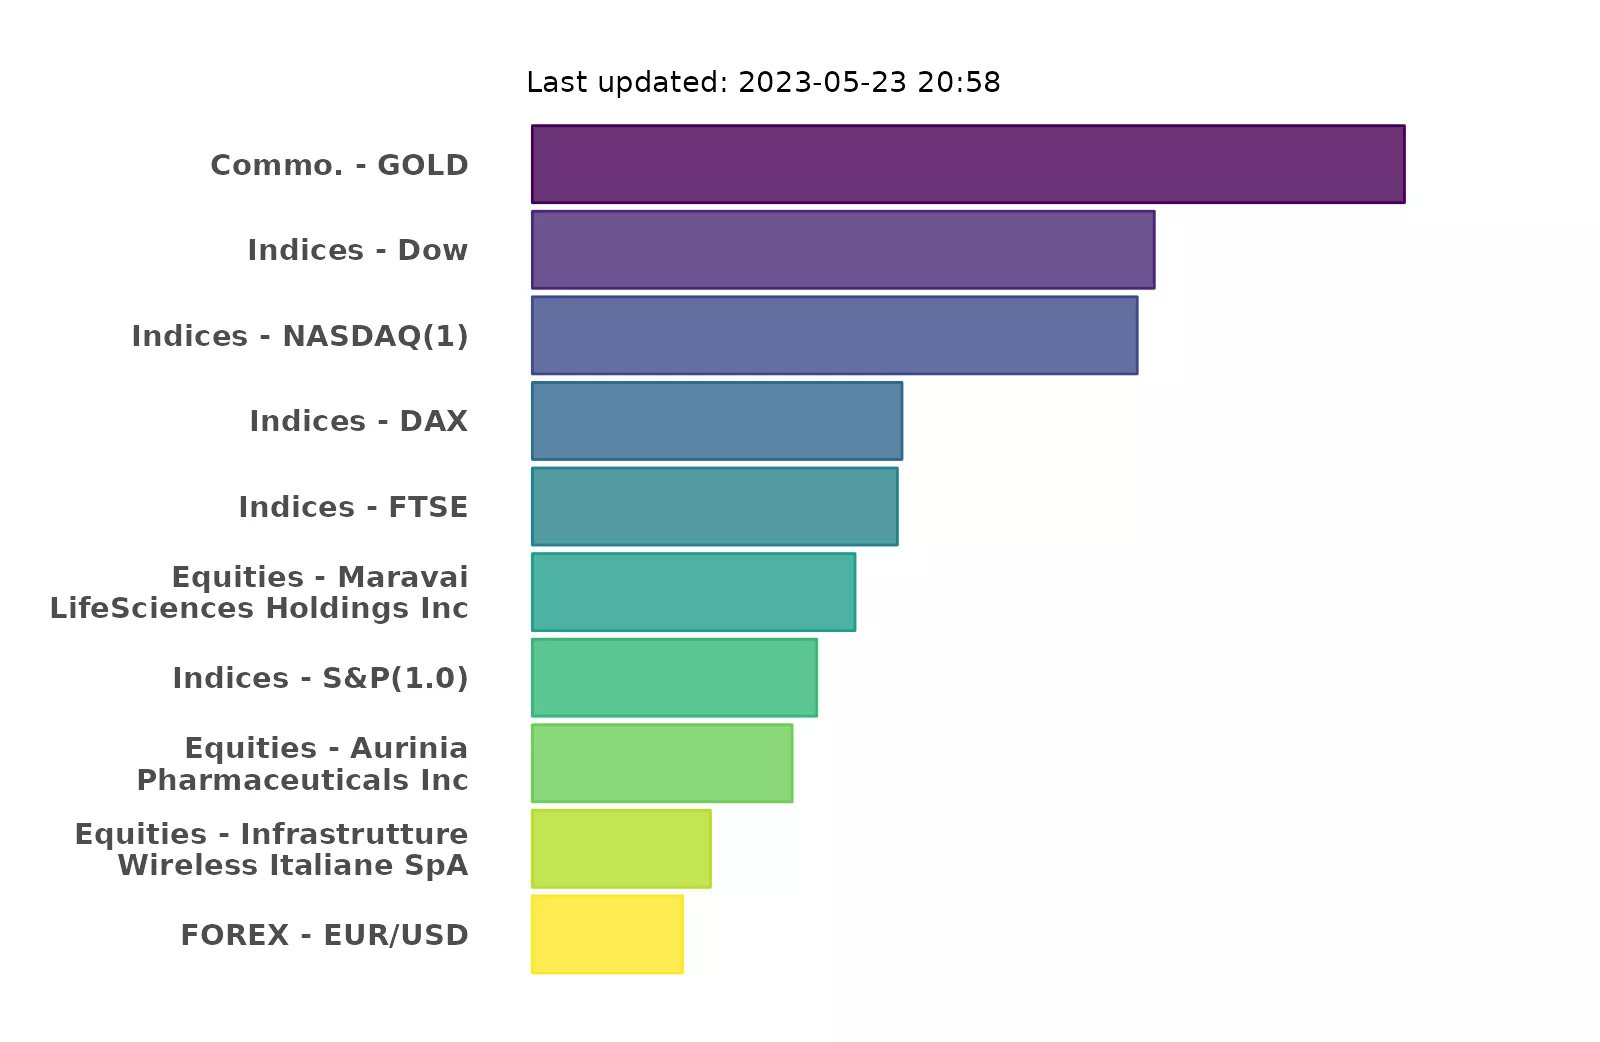 Last updated: 2023-05-23 20:58
Commo. - GOLD
Indices - Dow
Indices - NASDAQ(1)
Indices - DAX
Indices - FTSE
Equities - Maravai
LifeSciences Holdings Inc
Indices - S&P(1.0)
Equities - Aurinia
Pharmaceuticals Inc
Equities - Infrastrutture
Wireless Italiane SpA
FOREX - EUR/USD